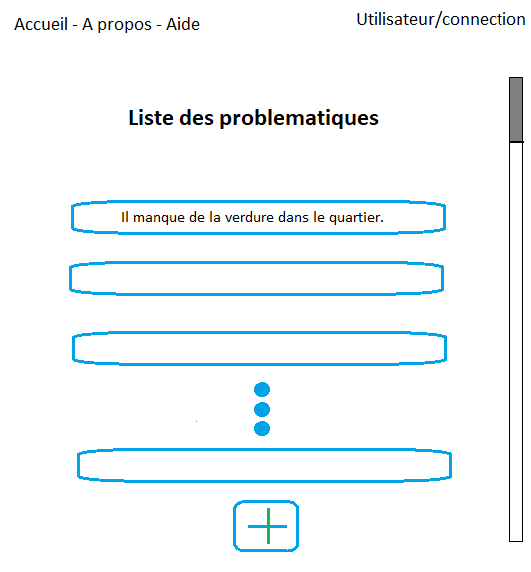 Accueil - A propos - Aide
Utilisateur/connection
Liste des problematiques
Il manque de la verdure dans le quartier.